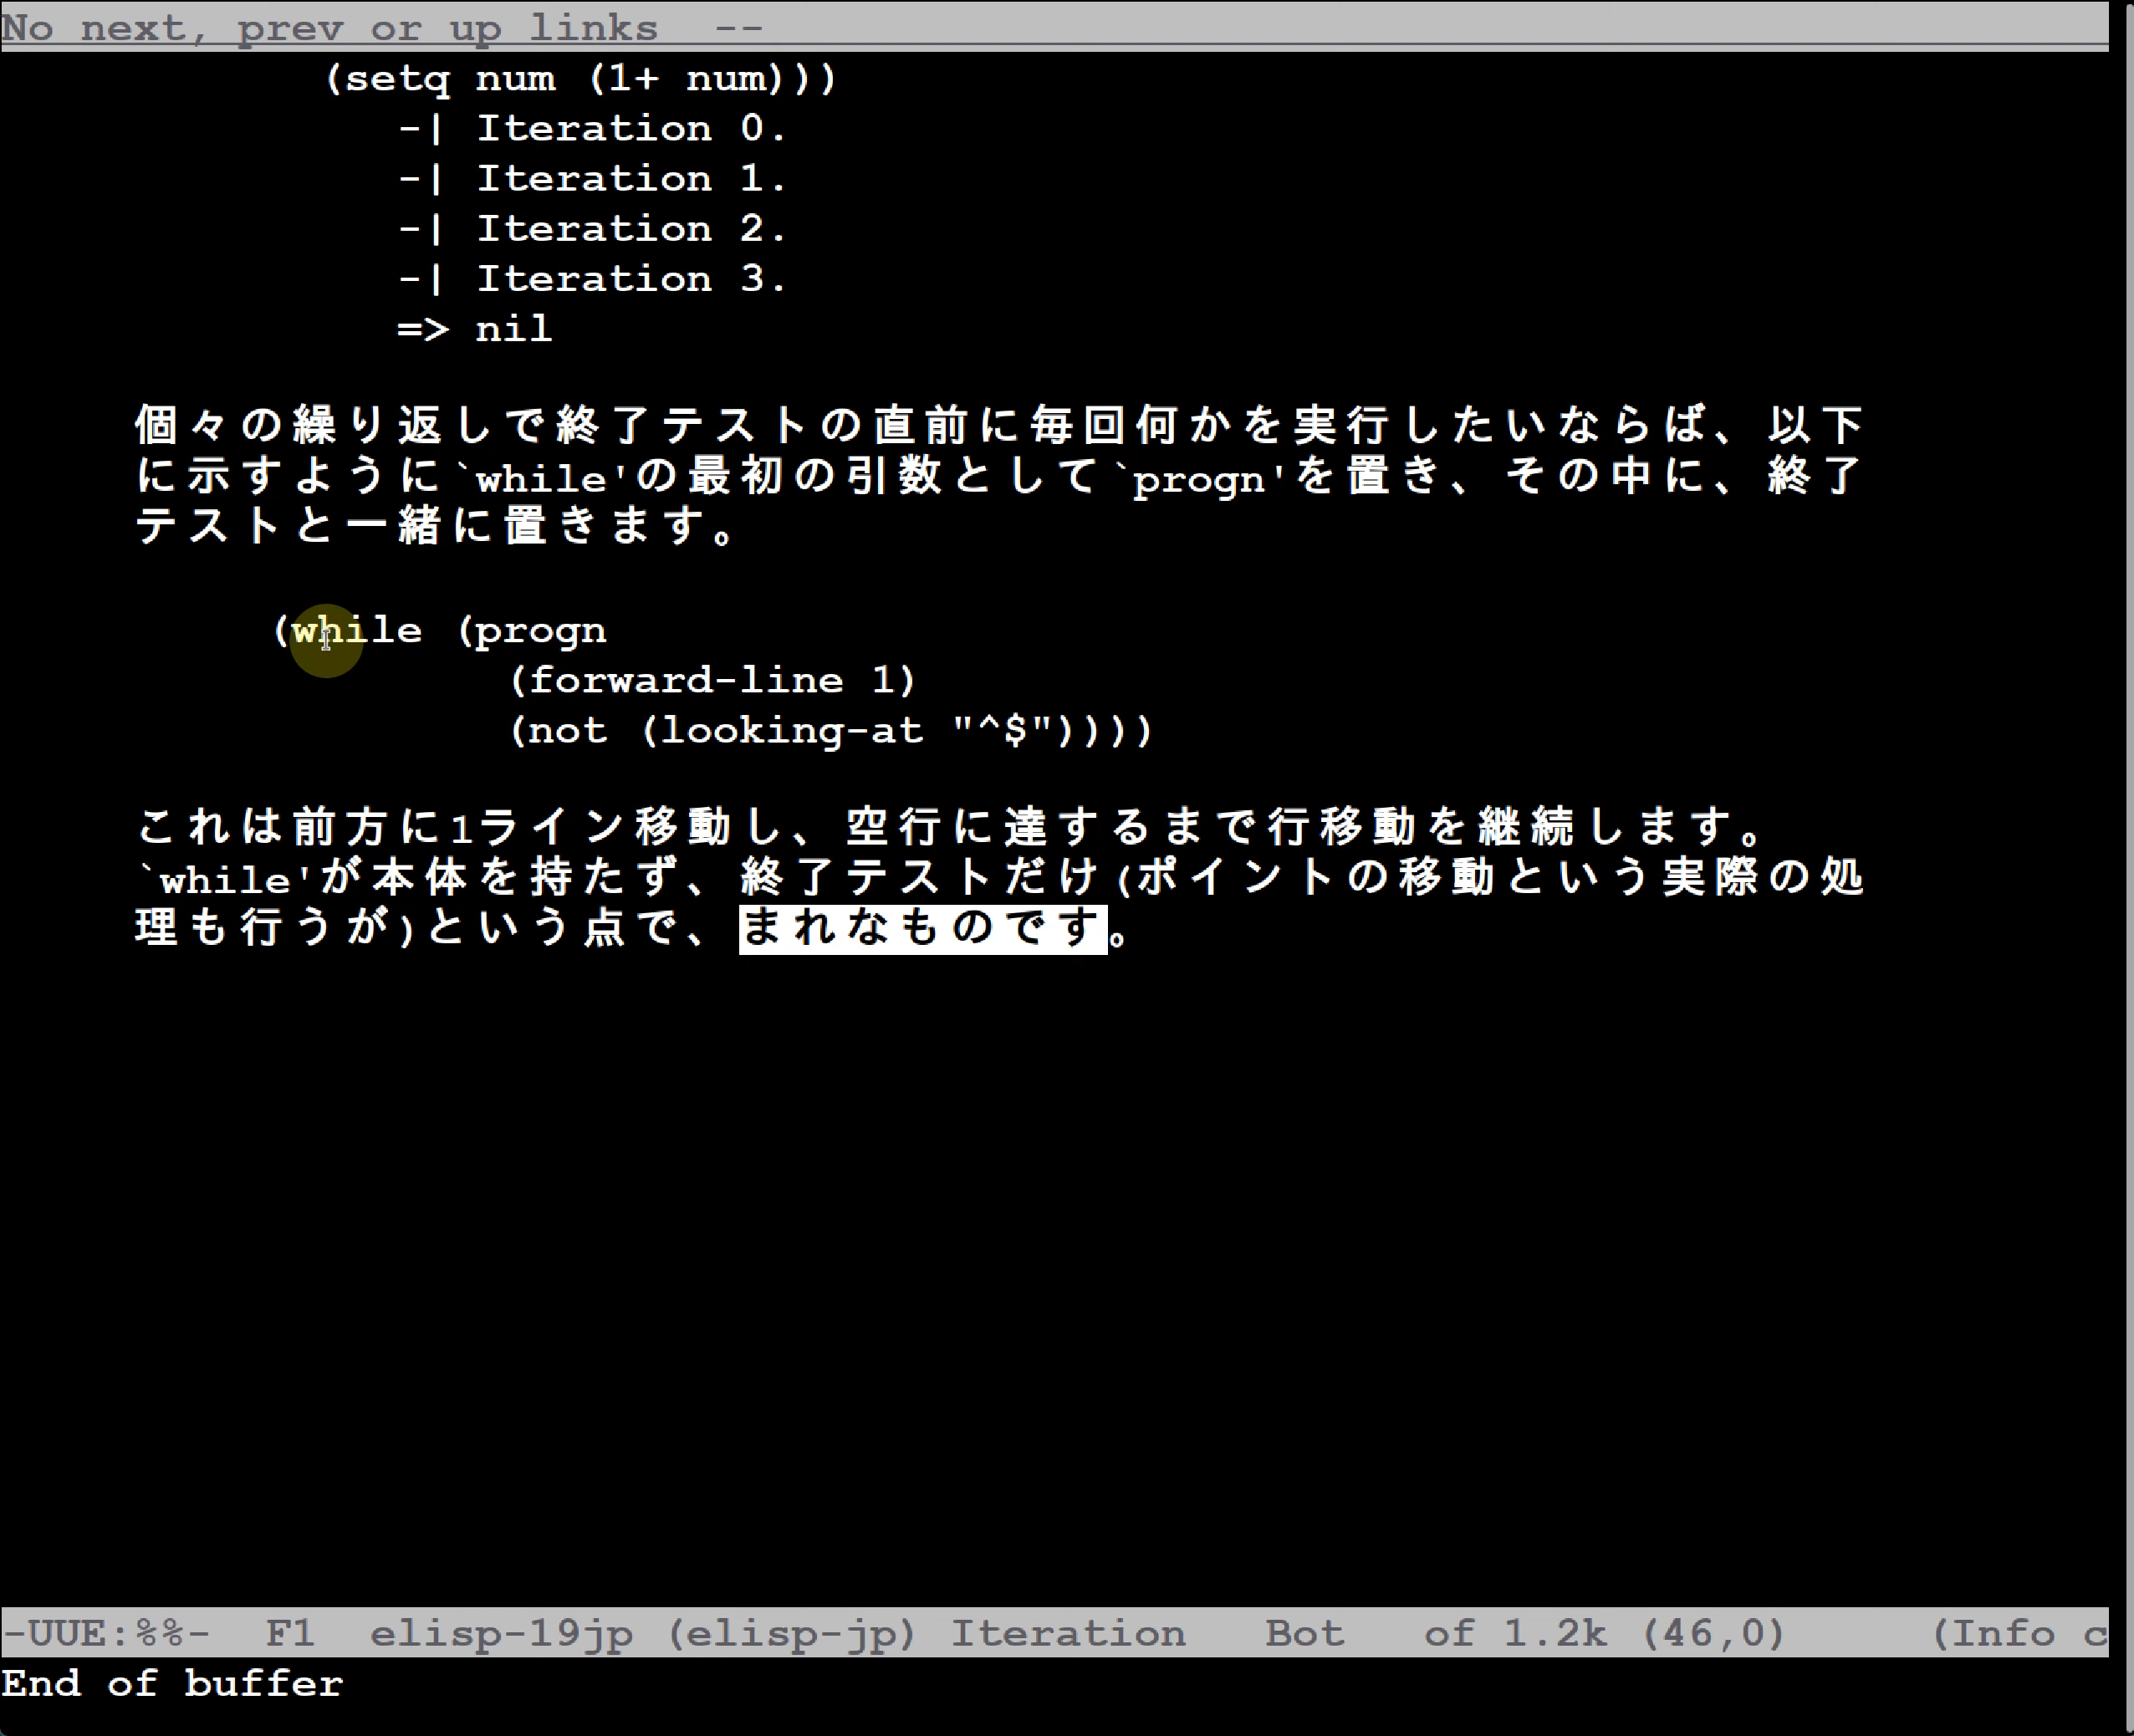 No next, prev or up links  --
(setq num (1+ num)))
-| Iteration 0.
-| Iteration 1.
-| Iteration 2.
-| Iteration 3.
=> nil
個々の繰り返しで終了テストの直前に毎回何かを実行したいならば、以下
に示すように`while'の最初の引数として`progn'を置き、その中に、終了
テストと一緒に置きます。
(while (progn
(forward-line 1)
(not (looking-at "^$"))))
これは前方に1ライン移動し、空行に達するまで行移動を継続します。
`while'が本体を持たず、終了テストだけ(ポイントの移動という実際の処
理も行うが)という点で、まれなものです。
-UUE:%%-  F1  elisp-19jp (elisp-jp) Iteration   Bot   of 1.2k (46,0)     (Info c
End of buffer